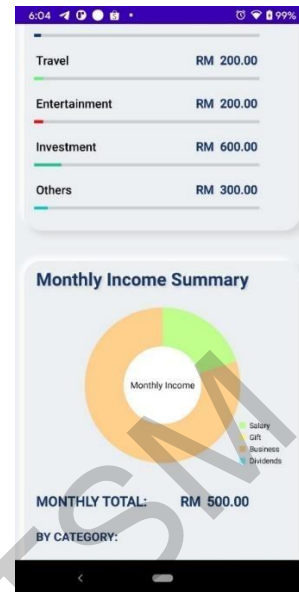 6:04 99%
Travel RM 200.00
Entertainment RM 200.00
Investment RM 600.00
Others RM 300.00
Monthly Income Summary
Monthly Income
Salary
Gift
Business
Dividends
MONTHLY TOTAL: RM 500.00
BY CATEGORY:
TSM